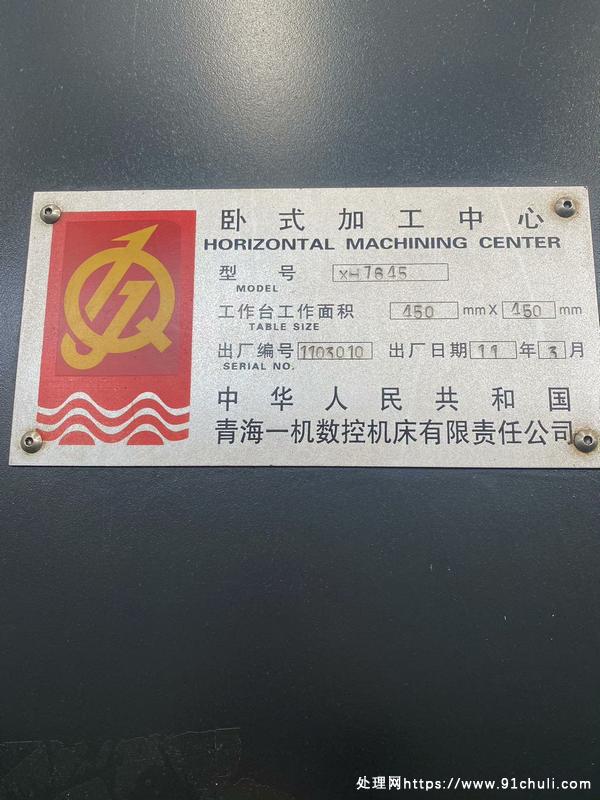 卧式加工中心
HORIZONTAL MACHINING CENTER
型号 XH7645
MODEL
工作台工作面积 450 mm X 450 mm
TABLE SIZE
出厂编号 1103010 出厂日期 11 年 3 月
SERIAL NO.
中华人民共和国
青海一机数控机床有限责任公司
处理网https://www.91chuli.com